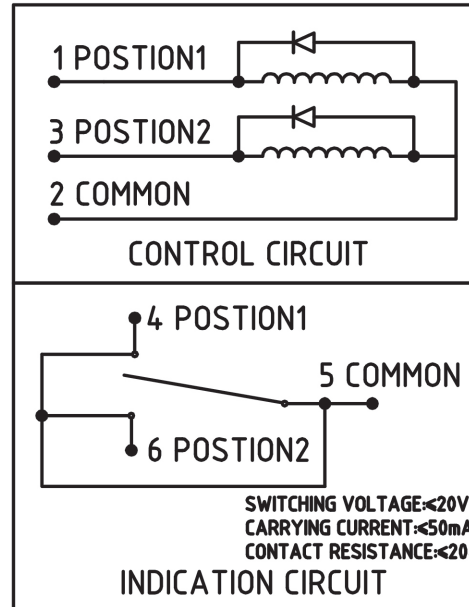 1 POSTION1
3 POSTION2
2 COMMON
CONTROL CIRCUIT
4 POSTION1
5 COMMON
6 POSTION2
SWITCHING VOLTAGE:≤20V
CARRYING CURRENT:≤50mA
CONTACT RESISTANCE:≤20
INDICATION CIRCUIT